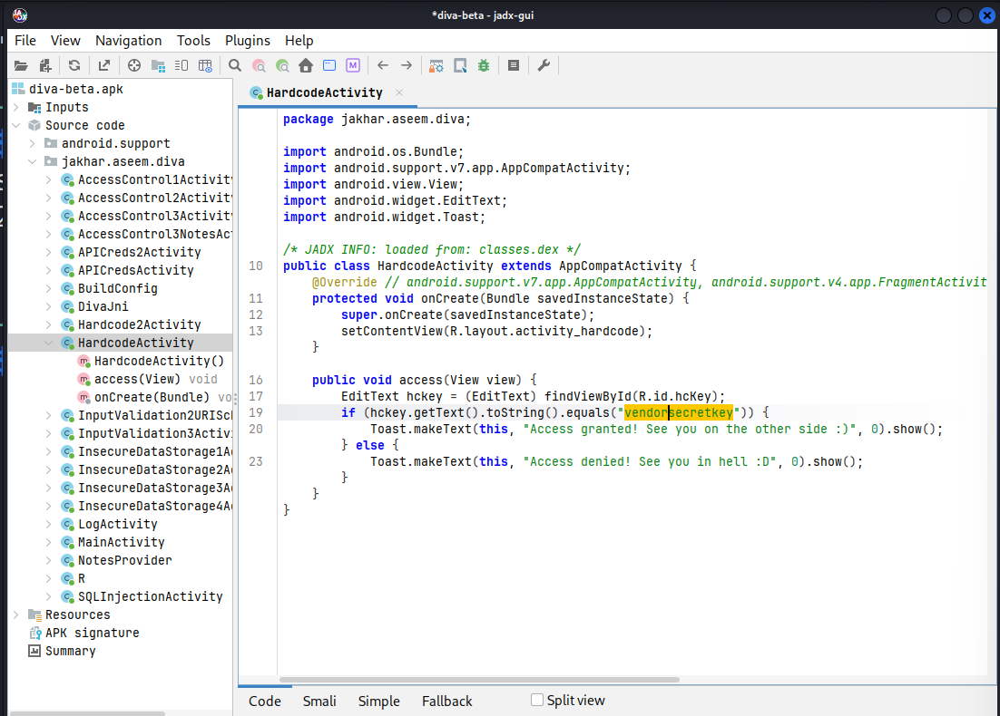 *diva-beta - jadx-gui
File View Navigation Tools Plugins Help
diva-beta.apk
Inputs
Source code
android.support
jakhar.aseem.diva
AccessControl1Activity
AccessControl2Activity
AccessControl3Activity
AccessControl3NotesAc
APICreds2Activity
APICredsActivity
BuildConfig
DivaJni
Hardcode2Activity
HardcodeActivity
HardcodeActivity()
access(View) void
onCreate(Bundle) vo
InputValidation2URISc
InputValidation3Activi
InsecureDataStorage1A
InsecureDataStorage2A
InsecureDataStorage3A
InsecureDataStorage4A
LogActivity
MainActivity
NotesProvider
R
SQLInjectionActivity
Resources
APK signature
Summary
HardcodeActivity
package jakhar.aseem.diva;
import android.os.Bundle;
import android.support.v7.app.AppCompatActivity;
import android.view.View;
import android.widget.EditText;
import android.widget.Toast;
/* JADX INFO: loaded from: classes.dex */
10 public class HardcodeActivity extends AppCompatActivity {
@Override // android.support.v7.app.AppCompatActivity, android.support.v4.app.FragmentActivit
11 protected void onCreate(Bundle savedInstanceState) {
12 super.onCreate(savedInstanceState);
13 setContentView(R.layout.activity_hardcode);
}
16 public void access(View view) {
17 EditText hckey = (EditText) findViewById(R.id.hcKey);
19 if (hckey.getText().toString().equals("vendorsecretkey")) {
20 Toast.makeText(this, "Access granted! See you on the other side :)", 0).show();
} else {
23 Toast.makeText(this, "Access denied! See you in hell :D", 0).show();
}
}
}
Code Smali Simple Fallback Split view